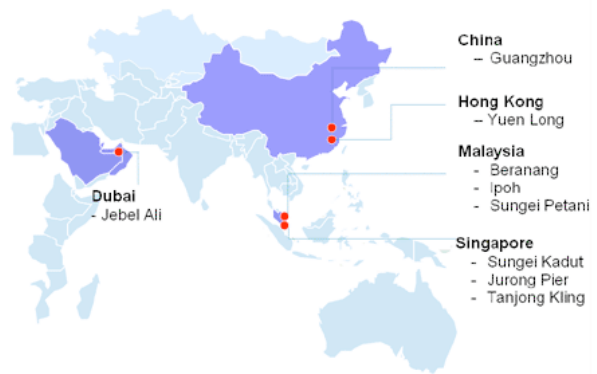 China
– Guangzhou
Hong Kong
– Yuen Long
Malaysia
- Beranang
- Ipoh
- Sungei Petani
Dubai
- Jebel Ali
Singapore
- Sungei Kadut
- Jurong Pier
- Tanjong Kling